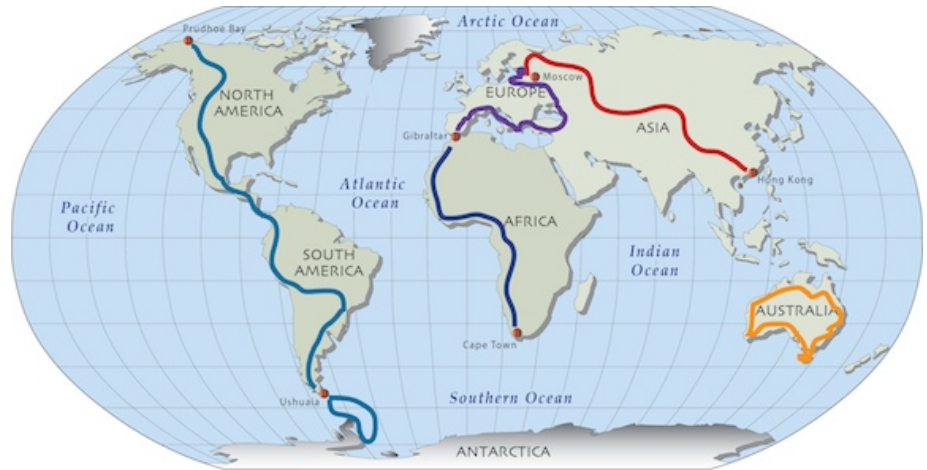 Arctic Ocean
Prudhoe Bay
Moscow
NORTH
AMERICA
EUROPE
ASIA
Gibraltar
Hong Kong
Atlantic
Ocean
Pacific
Ocean
AFRICA
SOUTH
AMERICA
Indian
Ocean
AUSTRALIA
Cape Town
Ushuaia
Southern Ocean
ANTARCTICA